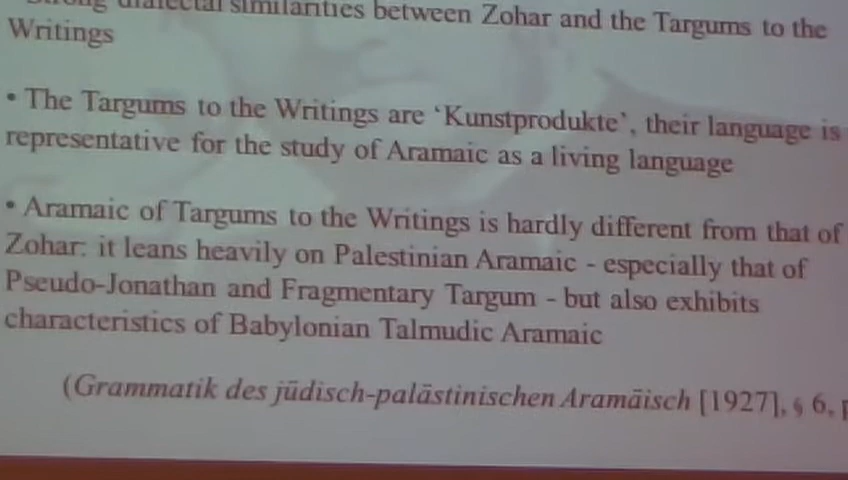 Strong dialectal similarities between Zohar and the Targums to the
Writings
• The Targums to the Writings are ‘Kunstprodukte’, their language is
representative for the study of Aramaic as a living language
• Aramaic of Targums to the Writings is hardly different from that of
Zohar: it leans heavily on Palestinian Aramaic - especially that of
Pseudo-Jonathan and Fragmentary Targum - but also exhibits
characteristics of Babylonian Talmudic Aramaic
(Grammatik des jüdisch-palästinischen Aramäisch [1927], § 6, p